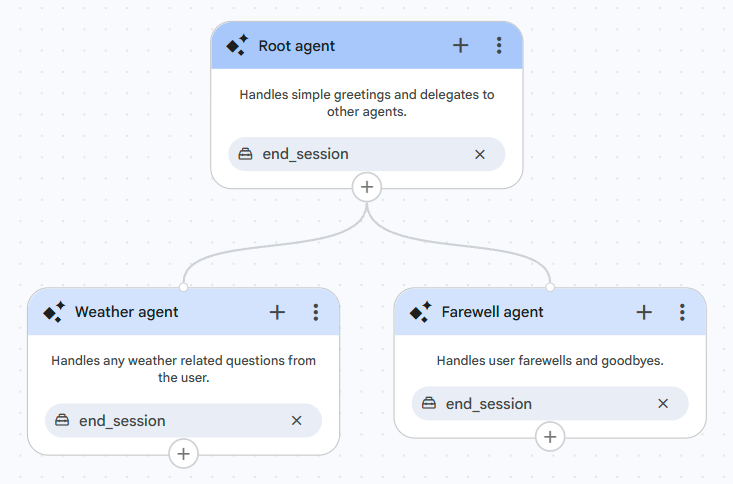 Root agent
Handles simple greetings and delegates to
other agents.
end_session
Weather agent
Handles any weather related questions from
the user.
end_session
Farewell agent
Handles user farewells and goodbyes.
end_session